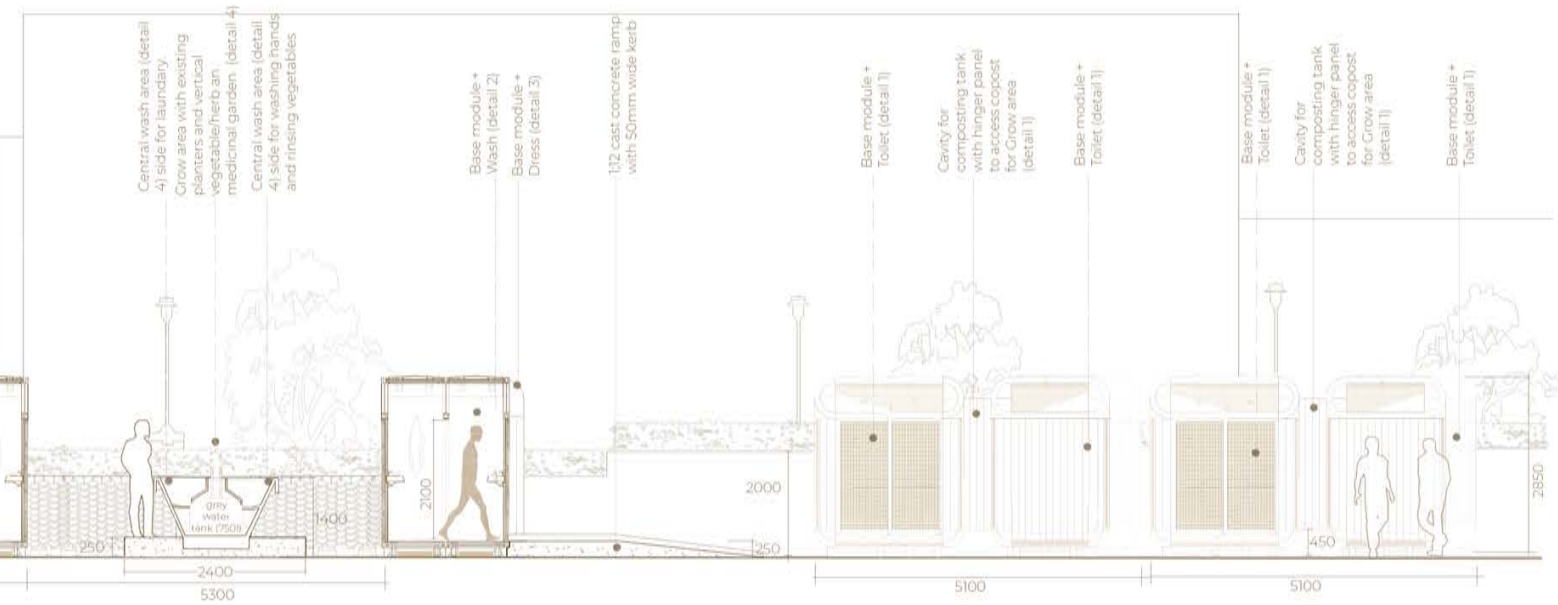 Central wash area (detail
4) side for laundary
Grow area with existing
planters and vertical
vegetable/herb an
medicinal garden. (detail 4)
Central wash area (detail
4) side for washing hands
and rinsing vegetables
Base module +
Wash (detail 2)
Base module +
Dress (detail 3)
1;12 cast concrete ramp
with 50mm wide kerb
Base module +
Toilet (detail 1)
Cavity for
composting tank
with hinger panel
to access copost
for Grow area
(detail 1)
Base module +
Toilet (detail 1)
Base module +
Toilet (detail 1)
Cavity for
composting tank
with hinger panel
to access copost
for Grow area
(detail 1)
Base module +
Toilet (detail 1)
grey
water
tank (750l)
250
1400
2400
5300
2100
2000
250
5100
450
5100
2850